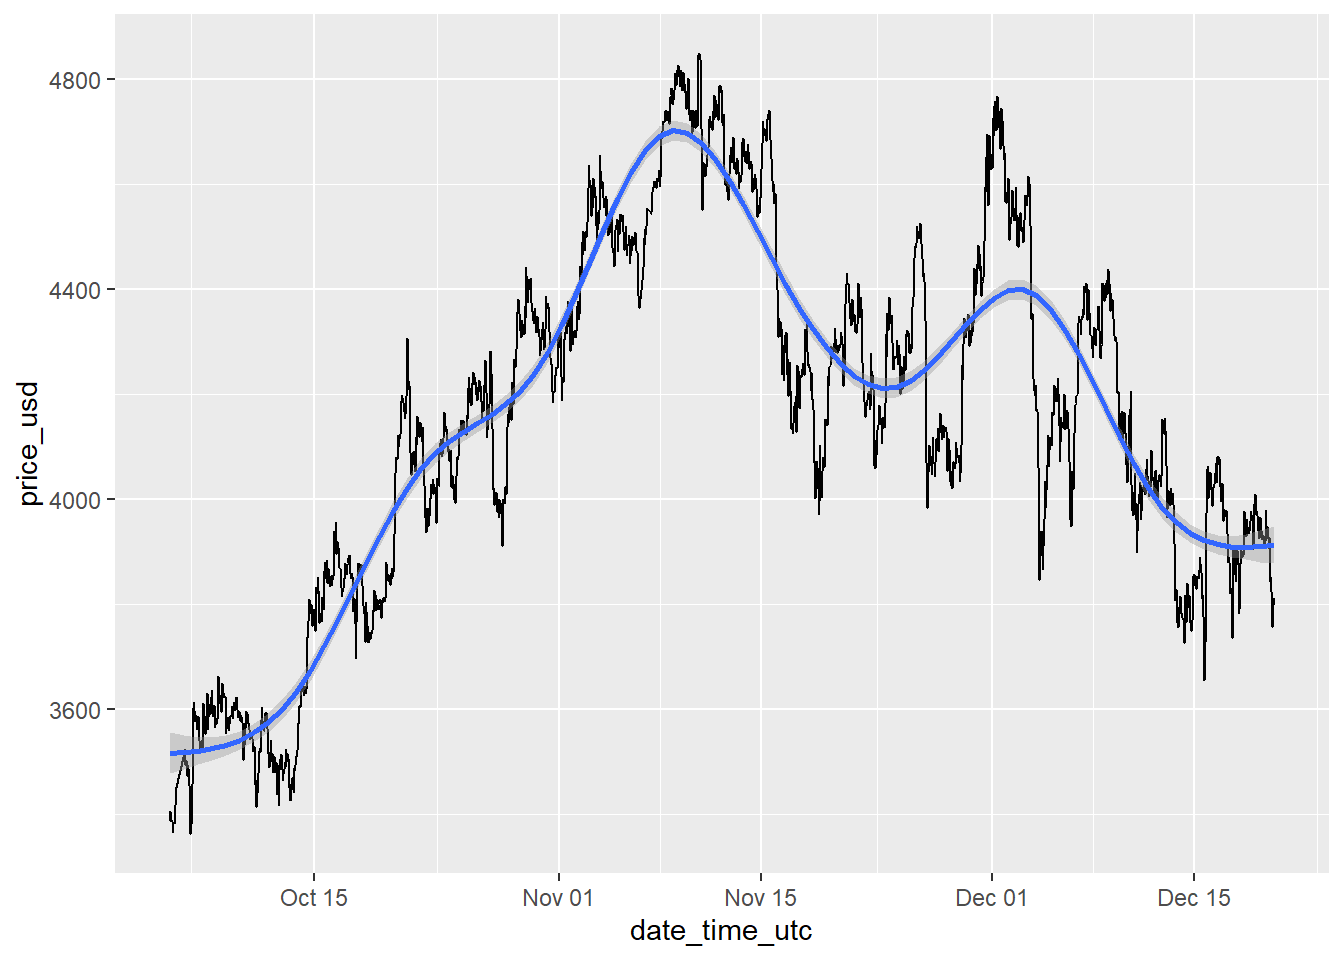 4800
4400
4000
3600
price_usd
Oct 15
Nov 01
Nov 15
Dec 01
Dec 15
date_time_utc